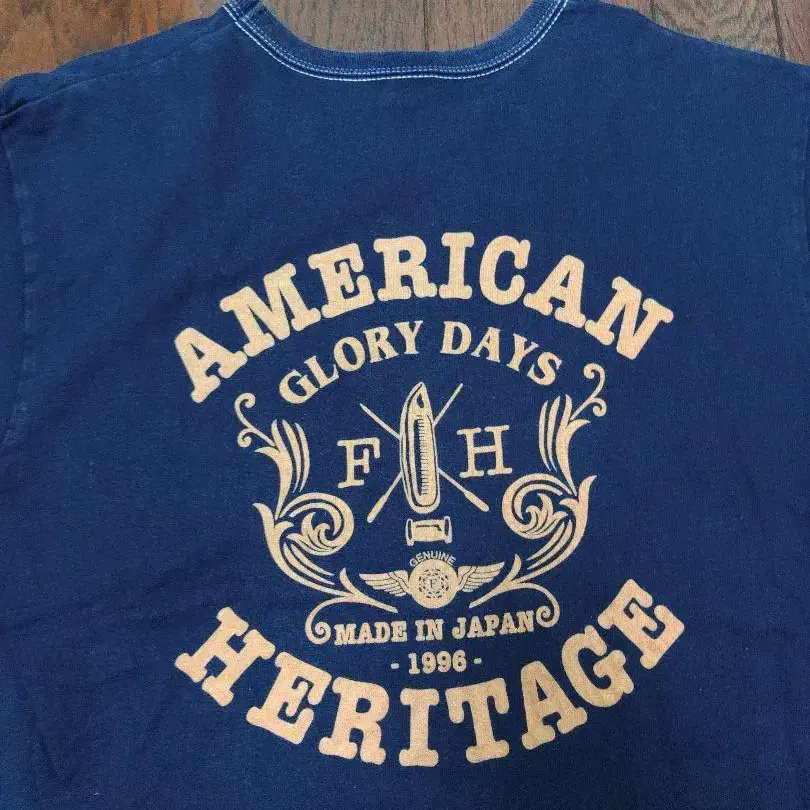 AMERICAN
GLORY DAYS
F H
GENUINE
F
MADE IN JAPAN
- 1996 -
HERITAGE